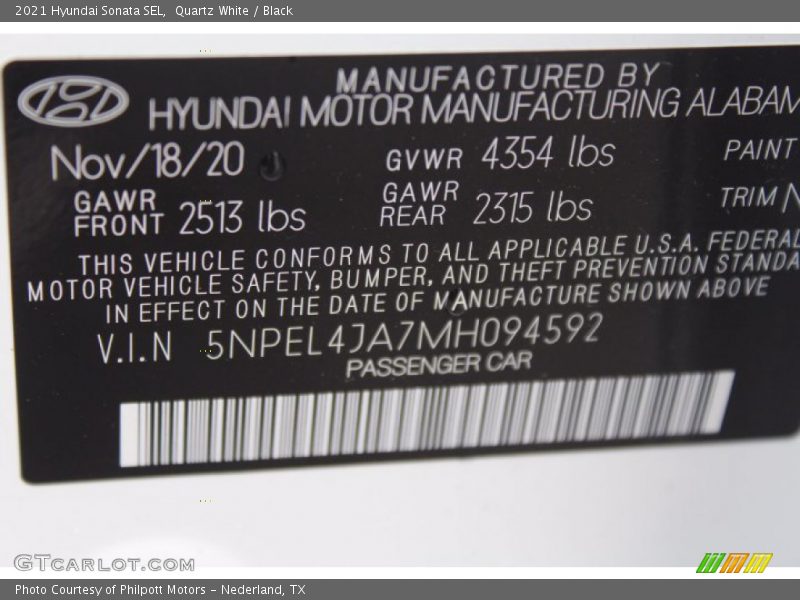 2021 Hyundai Sonata SEL, Quartz White / Black
MANUFACTURED BY
HYUNDAI MOTOR MANUFACTURING ALABAM
Nov/18/20 GVWR 4354 lbs PAINT
GAWR FRONT 2513 lbs GAWR REAR 2315 lbs TRIM
THIS VEHICLE CONFORMS TO ALL APPLICABLE U.S.A. FEDERAL
MOTOR VEHICLE SAFETY, BUMPER, AND THEFT PREVENTION STANDA
IN EFFECT ON THE DATE OF MANUFACTURE SHOWN ABOVE
V.I.N 5NPEL4JA7MH094592
PASSENGER CAR
GTCARLOT.COM
Photo Courtesy of Philpott Motors - Nederland, TX